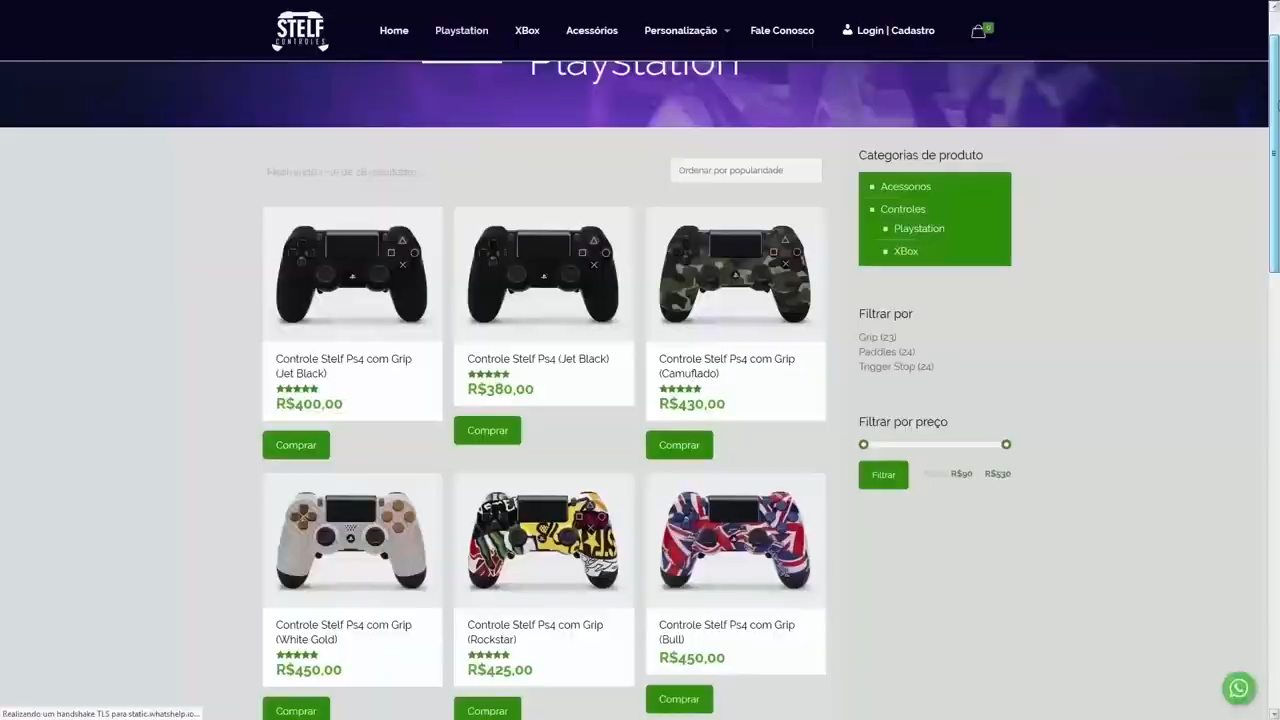 STELF
CONTROLES
Home
Playstation
XBox
Acessórios
Personalização
Fale Conosco
Login | Cadastro
0
Playstation
Ordenar por popularidade
Categorias de produto
Acessorios
Controles
Playstation
XBox
Filtrar por
Grip (23)
Paddles (24)
Trigger Stop (24)
Filtrar por preço
Filtrar
R$90
R$530
Controle Stelf Ps4 com Grip
(Jet Black)
R$400,00
Comprar
Controle Stelf Ps4 (Jet Black)
R$380,00
Comprar
Controle Stelf Ps4 com Grip
(Camuflado)
R$430,00
Comprar
Controle Stelf Ps4 com Grip
(White Gold)
R$450,00
Comprar
Controle Stelf Ps4 com Grip
(Rockstar)
R$425,00
Comprar
Controle Stelf Ps4 com Grip
(Bull)
R$450,00
Comprar
Realizando um handshake TLS para static.whatshelp.io...